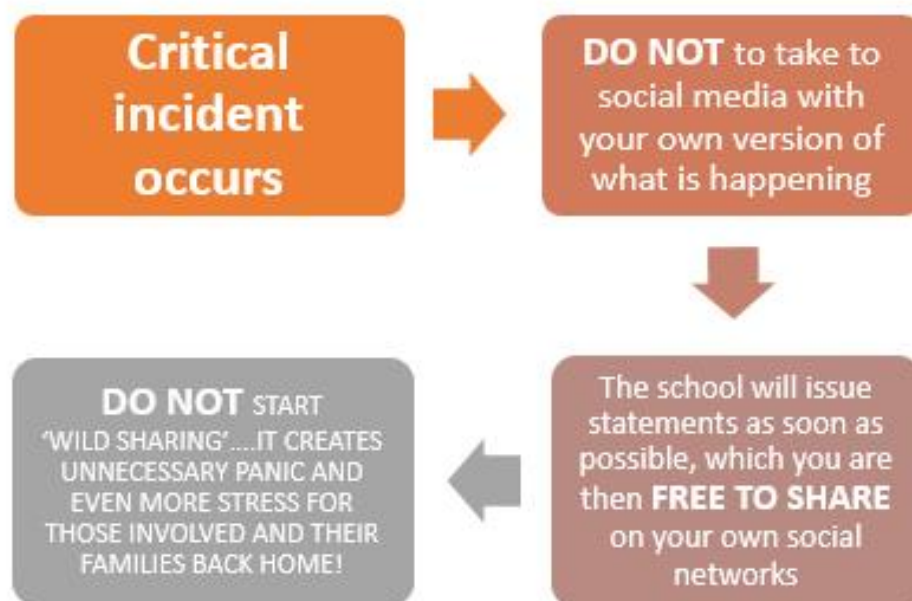 Critical
incident
occurs
DO NOT to take to
social media with
your own version of
what is happening
The school will issue
statements as soon as
possible, which you are
then FREE TO SHARE
on your own social
networks
DO NOT START
‘WILD SHARING’....IT CREATES
UNNECESSARY PANIC AND
EVEN MORE STRESS FOR
THOSE INVOLVED AND THEIR
FAMILIES BACK HOME!